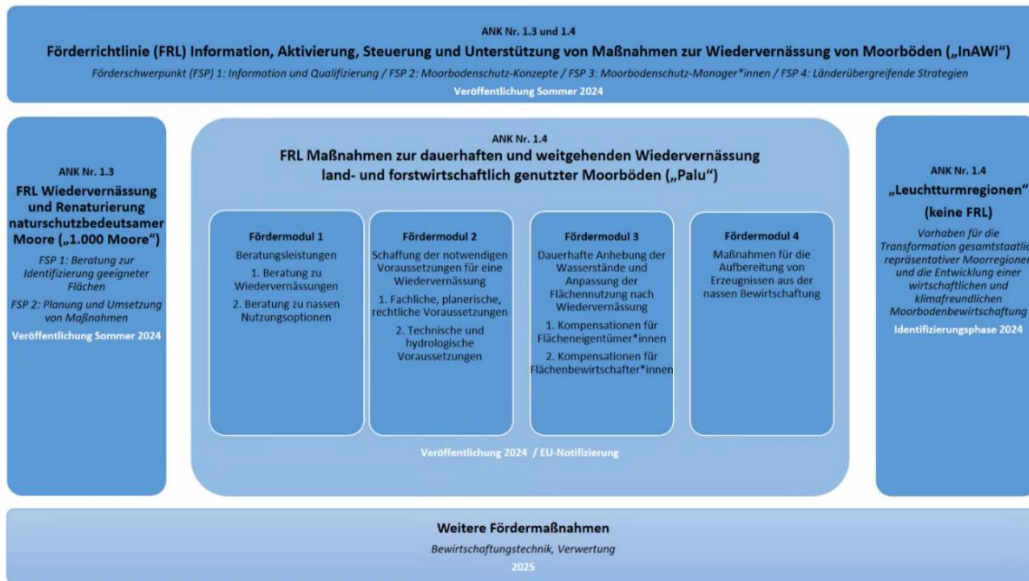 ANK Nr. 1.3 und 1.4
Förderrichtlinie (FRL) Information, Aktivierung, Steuerung und Unterstützung von Maßnahmen zur Wiedervernässung von Moorböden („InAWi“)
Förderschwerpunkt (FSP) 1: Information und Qualifizierung / FSP 2: Moorbodenschutz-Konzepte / FSP 3: Moorbodenschutz-Manager*innen / FSP 4: Länderübergreifende Strategien
Veröffentlichung Sommer 2024
ANK Nr. 1.3
FRL Wiedervernässung
und Renaturierung
naturschutzbedeutsamer
Moore („1.000 Moore“)
FSP 1: Beratung zur
Identifizierung geeigneter
Flächen
FSP 2: Planung und Umsetzung
von Maßnahmen
Veröffentlichung Sommer 2024
ANK Nr. 1.4
FRL Maßnahmen zur dauerhaften und weitgehenden Wiedervernässung
land- und forstwirtschaftlich genutzter Moorböden („Palu“)
Fördermodul 1
Beratungsleistungen
1. Beratung zu
Wiedervernässungen
2. Beratung zu nassen
Nutzungsoptionen
Fördermodul 2
Schaffung der notwendigen
Voraussetzungen für eine
Wiedervernässung
1. Fachliche, planerische,
rechtliche Voraussetzungen
2. Technische und
hydrologische
Voraussetzungen
Fördermodul 3
Dauerhafte Anhebung der
Wasserstände und
Anpassung der
Flächennutzung nach
Wiedervernässung
1. Kompensationen für
Flächeneigentümer*innen
2. Kompensationen für
Flächenbewirtschafter*innen
Fördermodul 4
Maßnahmen für die
Aufbereitung von
Erzeugnissen aus der
nassen Bewirtschaftung
Veröffentlichung 2024 / EU-Notifizierung
ANK Nr. 1.4
„Leuchtturmregionen“
(keine FRL)
Vorhaben für die
Transformation gesamtstaatlich
repräsentativer Moorregionen
und die Entwicklung einer
wirtschaftlichen und
klimafreundlichen
Moorbodenbewirtschaftung
Identifizierungsphase 2024
Weitere Fördermaßnahmen
Bewirtschaftungstechnik, Verwertung
2025